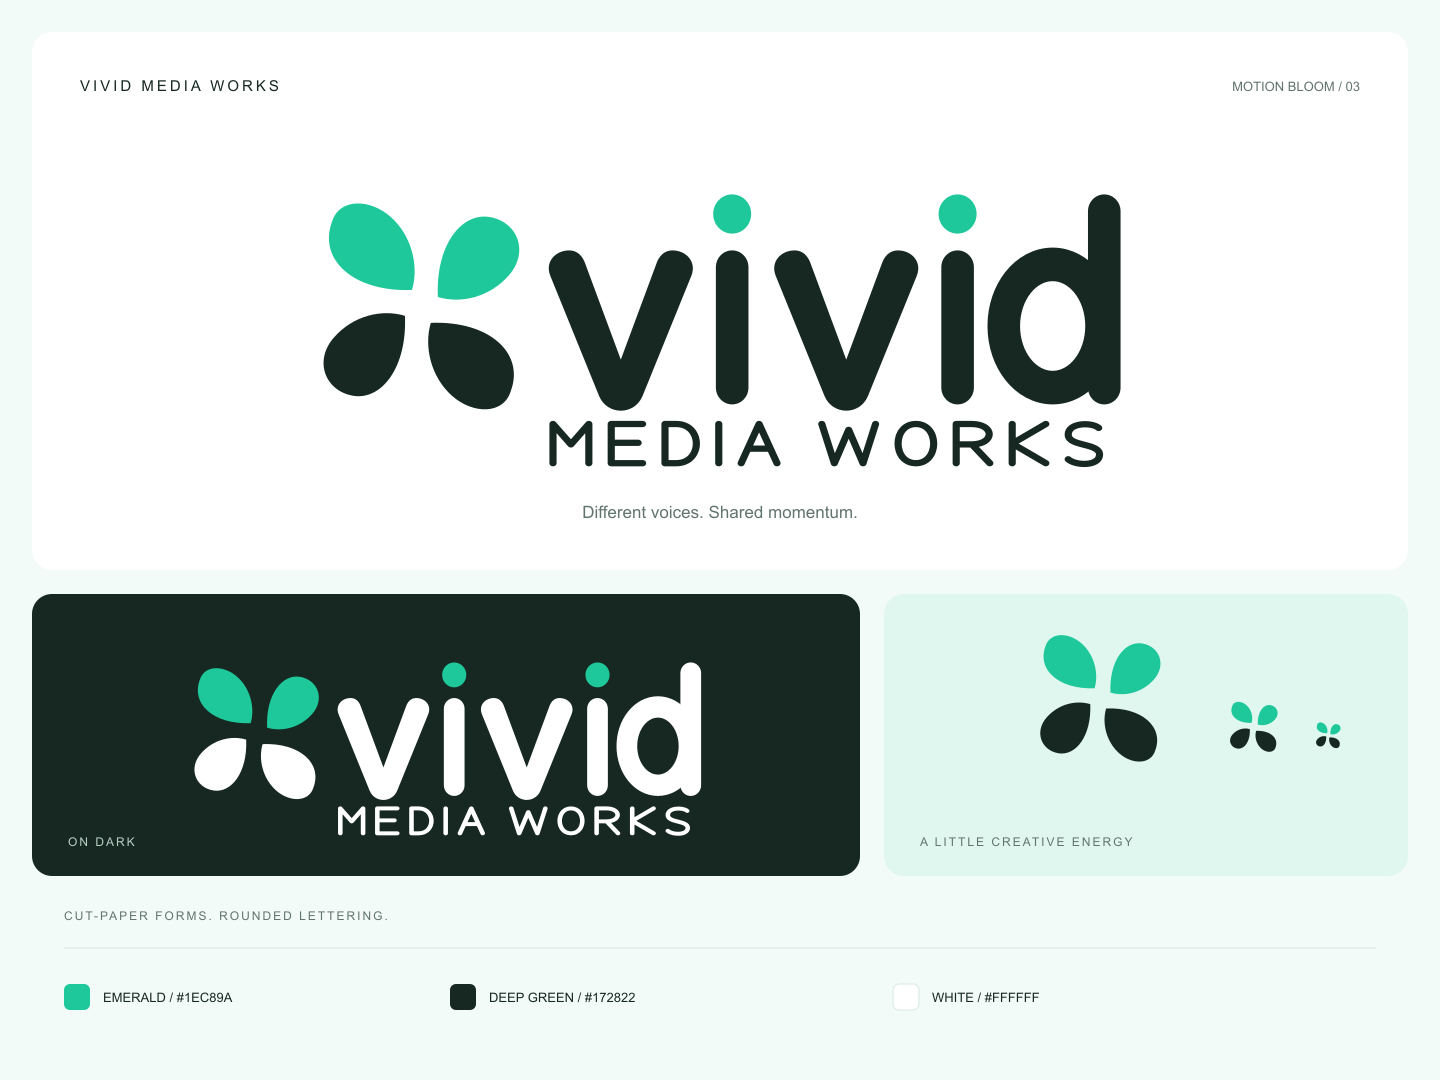 VIVID MEDIA WORKS
MOTION BLOOM / 03
vivid
MEDIA WORKS
Different voices. Shared momentum.
vivid
MEDIA WORKS
ON DARK
A LITTLE CREATIVE ENERGY
CUT-PAPER FORMS. ROUNDED LETTERING.
EMERALD / #1EC89A
DEEP GREEN / #172822
WHITE / #FFFFFF